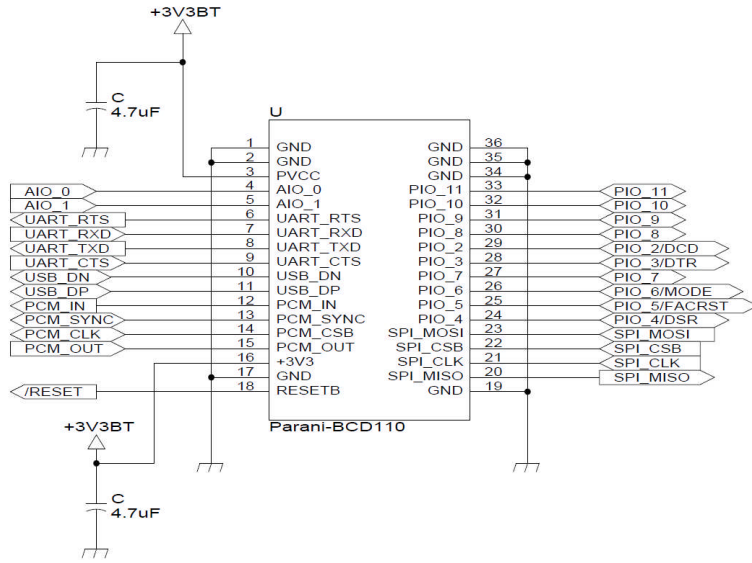 +3V3BT
C
4.7uF
U
1 GND GND 36
2 GND GND 35
3 PVCC GND 34
AIO_0 4 AIO_0 PIO_11 33 PIO_11
AIO_1 5 AIO_1 PIO_10 32 PIO_10
UART_RTS 6 UART_RTS PIO_9 31 PIO_9
UART_RXD 7 UART_RXD PIO_8 30 PIO_8
UART_TXD 8 UART_TXD PIO_2 29 PIO_2/DCD
UART_CTS 9 UART_CTS PIO_3 28 PIO_3/DTR
USB_DN 10 USB_DN PIO_7 27 PIO_7
USB_DP 11 USB_DP PIO_6 26 PIO_6/MODE
PCM_IN 12 PCM_IN PIO_5 25 PIO_5/FACRST
PCM_SYNC 13 PCM_SYNC PIO_4 24 PIO_4/DSR
PCM_CLK 14 PCM_CSB SPI_MOSI 23 SPI_MOSI
PCM_OUT 15 PCM_OUT SPI_CSB 22 SPI_CSB
16 +3V3 SPI_CLK 21 SPI_CLK
17 GND SPI_MISO 20 SPI_MISO
/RESET 18 RESETB GND 19
Parani-BCD110
+3V3BT
C
4.7uF